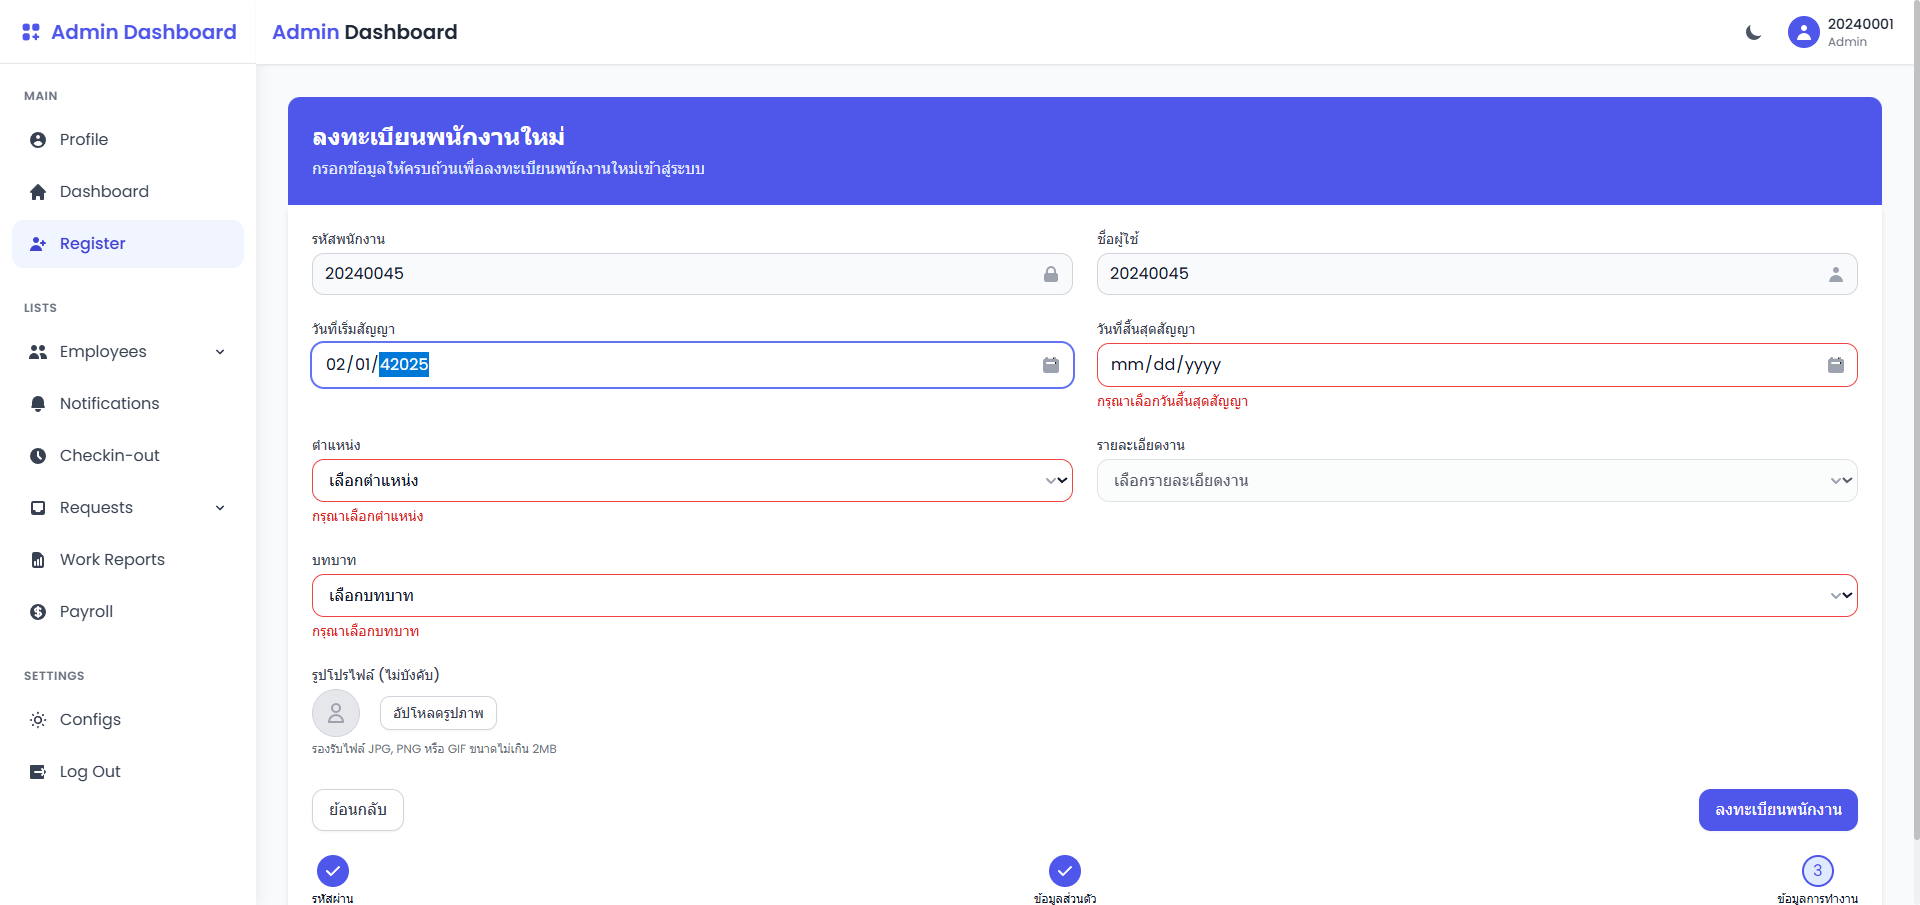 Admin Dashboard
Admin Dashboard
20240001
Admin
MAIN
Profile
Dashboard
Register
LISTS
Employees
Notifications
Checkin-out
Requests
Work Reports
Payroll
SETTINGS
Configs
Log Out
ลงทะเบียนพนักงานใหม่
กรอกข้อมูลให้ครบถ้วนเพื่อลงทะเบียนพนักงานใหม่เข้าสู่ระบบ
รหัสพนักงาน
20240045
ชื่อผู้ใช้
20240045
วันที่เริ่มสัญญา
02/01/42025
วันที่สิ้นสุดสัญญา
mm/dd/yyyy
กรุณาเลือกวันสิ้นสุดสัญญา
ตำแหน่ง
เลือกตำแหน่ง
กรุณาเลือกตำแหน่ง
รายละเอียดงาน
เลือกรายละเอียดงาน
บทบาท
เลือกบทบาท
กรุณาเลือกบทบาท
รูปโปรไฟล์ (ไม่บังคับ)
อัปโหลดรูปภาพ
รองรับไฟล์ JPG, PNG หรือ GIF ขนาดไม่เกิน 2MB
ย้อนกลับ
ลงทะเบียนพนักงาน
3
รหัสผ่าน
ข้อมูลส่วนตัว
ข้อมูลการทำงาน